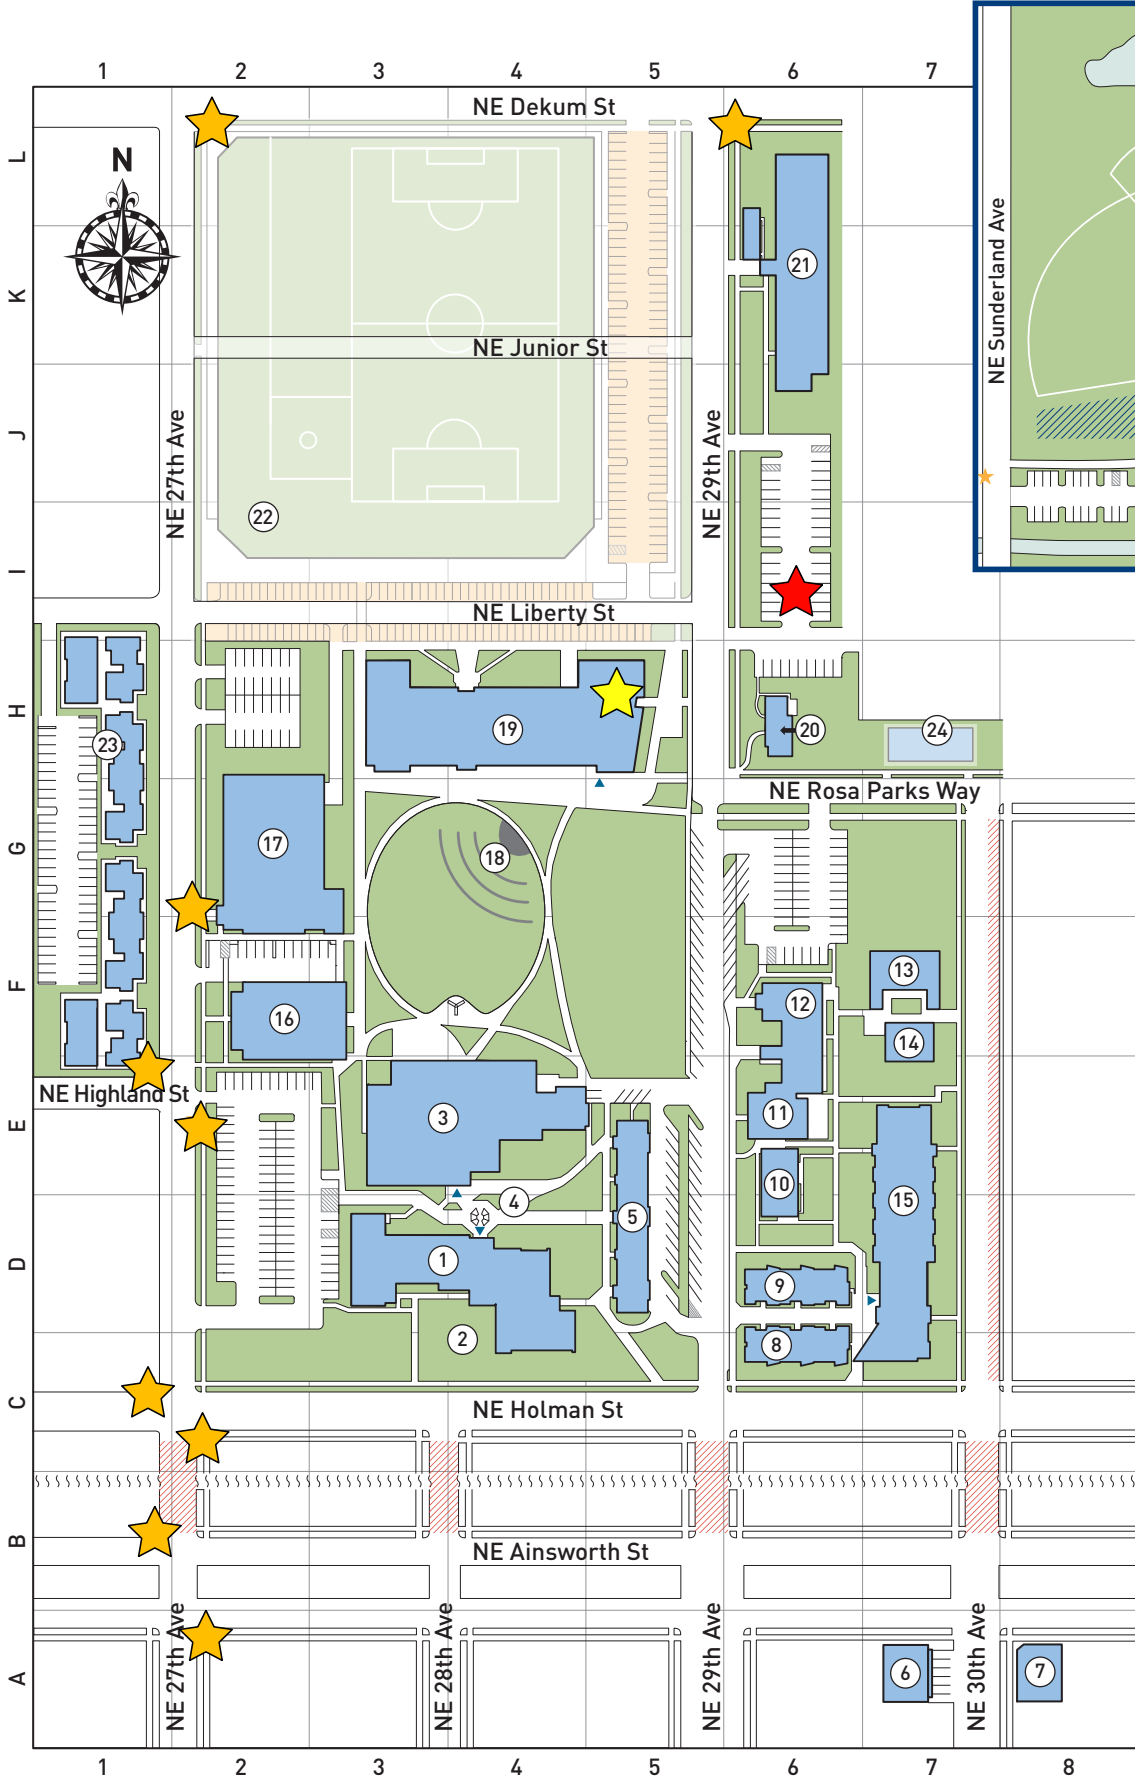 1 2 3 4 5 6 7
NE Dekum St
L
N
21
K
NE Sunderland Ave
NE Junior St
J
NE 27th Ave
NE 29th Ave
22
I
NE Liberty St
H
23
19
20
24
NE Rosa Parks Way
G
17
18
F
13
12
16
14
NE Highland St
E
3
11
10
4
15
5
D
1
9
2
8
C
NE Holman St
B
NE Ainsworth St
A
NE 27th Ave
NE 28th Ave
NE 29th Ave
6
NE 30th Ave
7
1 2 3 4 5 6 7 8